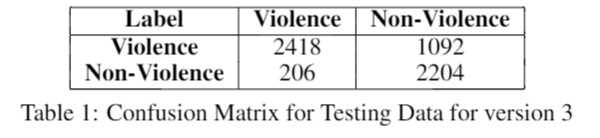 Label Violence Non-Violence
Violence 2418 1092
Non-Violence 206 2204
Table 1: Confusion Matrix for Testing Data for version 3